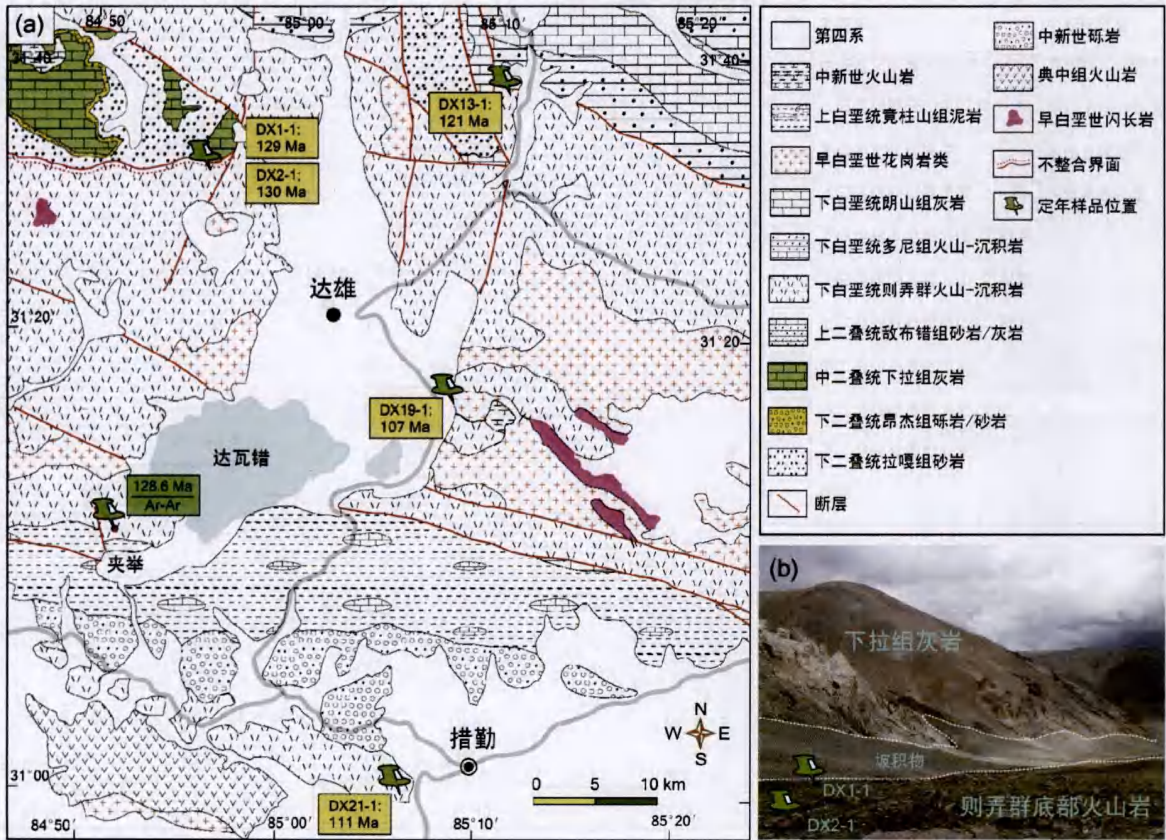 (a)
84°50′
85°00′
85°10′
85°20′
31°40′
31°40′
DX13-1:
121 Ma
DX1-1:
129 Ma
DX2-1:
130 Ma
达雄
31°20′
31°20′
DX19-1:
107 Ma
达瓦错
128.6 Ma
Ar-Ar
夹举
措勤
N
W E
S
0 5 10 km
31°00′
DX21-1:
111 Ma
84°50′
85°00′
85°10′
85°20′
第四系
中新世火山岩
上白垩统竟柱山组泥岩
早白垩世花岗岩类
下白垩统朗山组灰岩
下白垩统多尼组火山-沉积岩
下白垩统则弄群火山-沉积岩
上二叠统敌布错组砂岩/灰岩
中二叠统下拉组灰岩
下二叠统昂杰组砾岩/砂岩
下二叠统拉嘎组砂岩
断层
中新世砾岩
典中组火山岩
早白垩世闪长岩
不整合界面
定年样品位置
(b)
下拉组灰岩
坂积物
DX1-1
则弄群底部火山岩
DX2-1